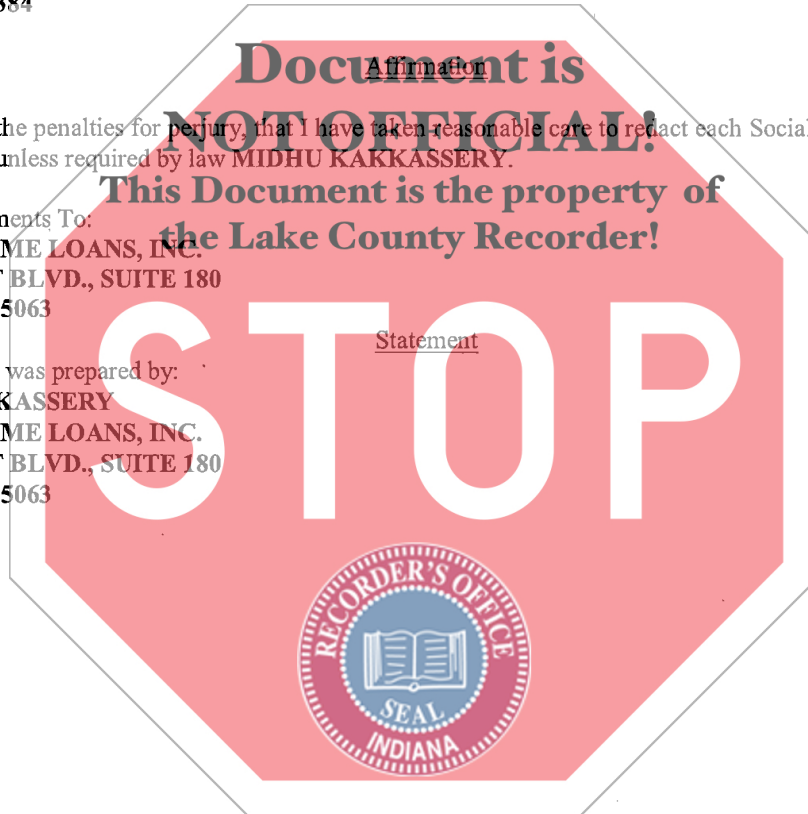 884
Document is
Affirmation
NOT OFFICIAL!
the penalties for perjury, that I have taken reasonable care to redact each Social
unless required by law MIDHU KAKKASSERY.
This Document is the property of
ments To:
the Lake County Recorder!
ME LOANS, INC.
BLVD., SUITE 180
5063
STOP
Statement
was prepared by:
KASSERY
ME LOANS, INC.
BLVD., SUITE 180
5063
RECORDER'S OFFICE
SEAL
INDIANA